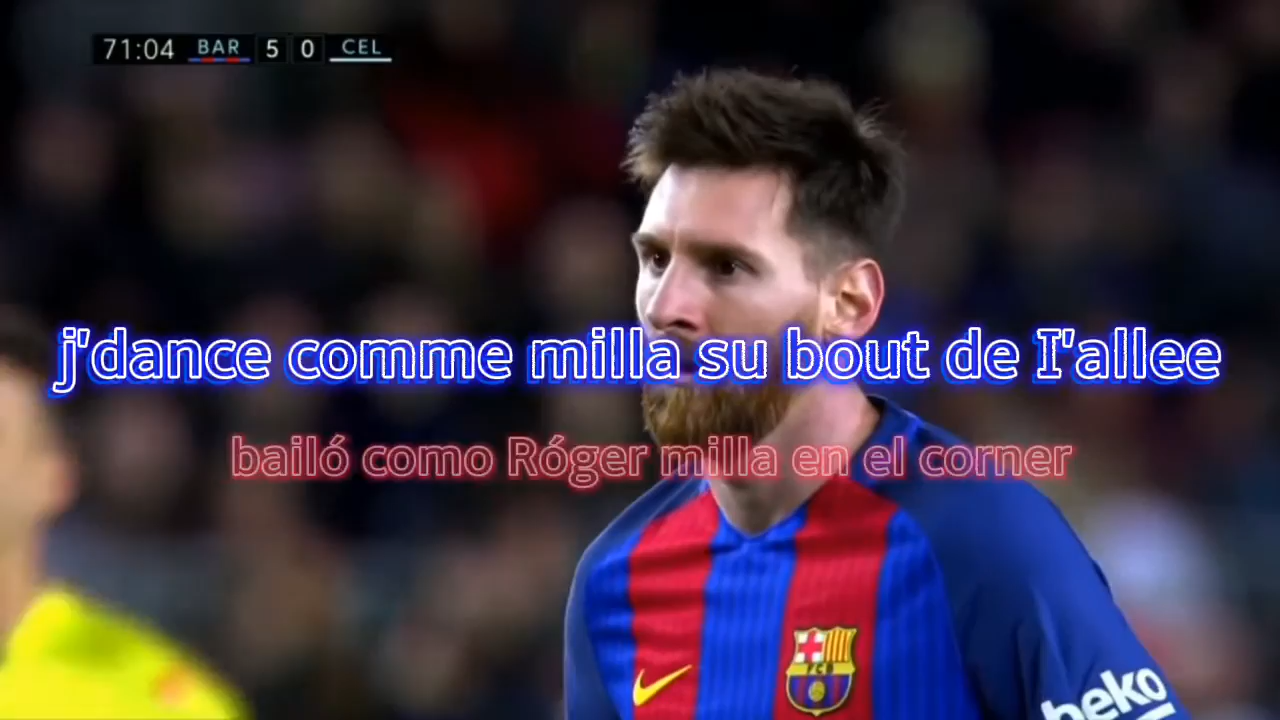 71:04 BAR 5 0 CEL
j'dance comme milla su bout de I'allee
bailó como Róger milla en el corner
FCB
beko